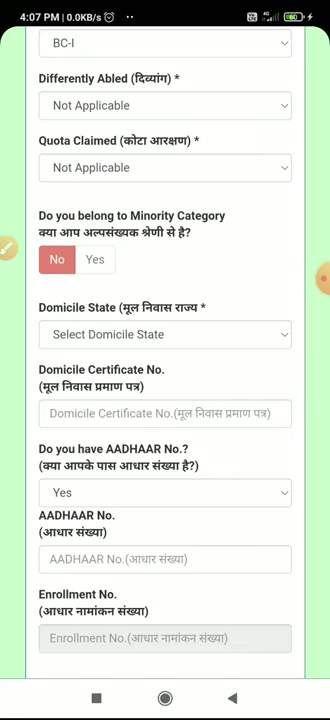 4:07 PM | 0.0KB/s
4G
60
BC-I
Differently Abled (दिव्यांग) *
Not Applicable
Quota Claimed (कोटा आरक्षण) *
Not Applicable
Do you belong to Minority Category
क्या आप अल्पसंख्यक श्रेणी से है?
No Yes
Domicile State (मूल निवास राज्य *
Select Domicile State
Domicile Certificate No.
(मूल निवास प्रमाण पत्र)
Domicile Certificate No.(मूल निवास प्रमाण पत्र)
Do you have AADHAAR No.?
(क्या आपके पास आधार संख्या है?)
Yes
AADHAAR No.
(आधार संख्या)
AADHAAR No.(आधार संख्या)
Enrollment No.
(आधार नामांकन संख्या)
Enrollment No.(आधार नामांकन संख्या)